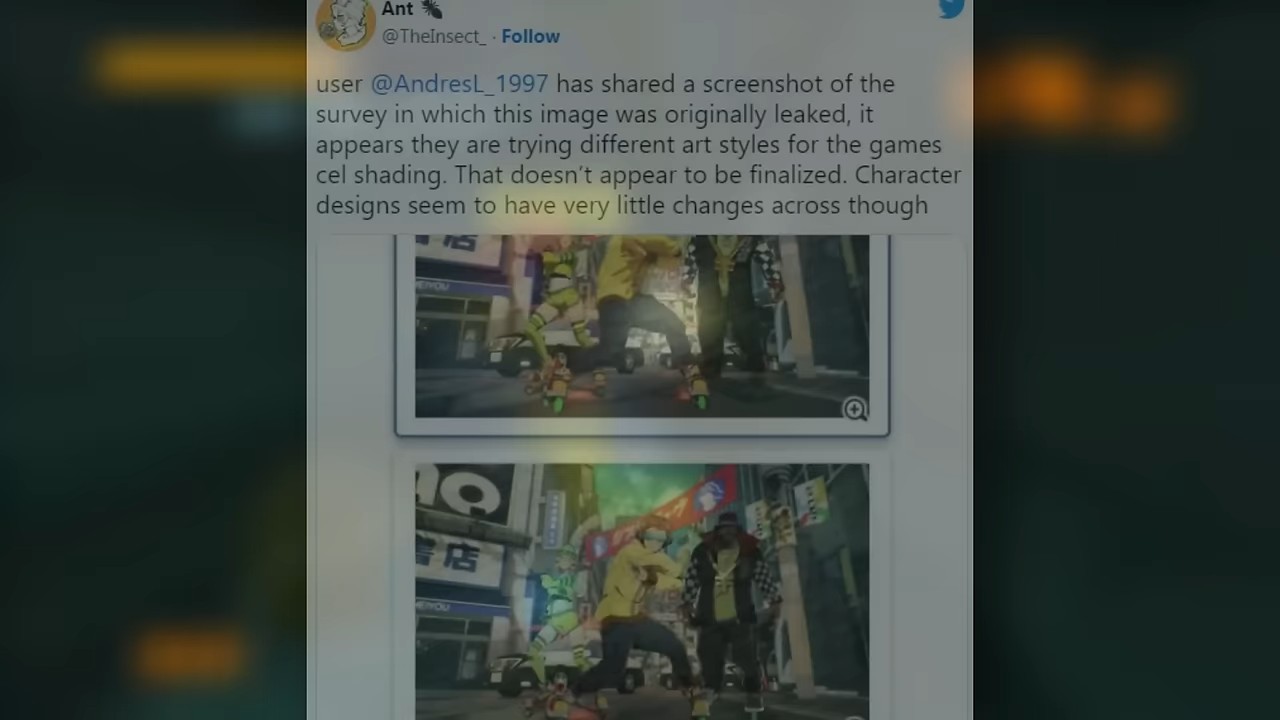 Ant
@TheInsect_ · Follow
user @AndresL_1997 has shared a screenshot of the
survey in which this image was originally leaked, it
appears they are trying different art styles for the games
cel shading. That doesn’t appear to be finalized. Character
designs seem to have very little changes across though
書店
書店